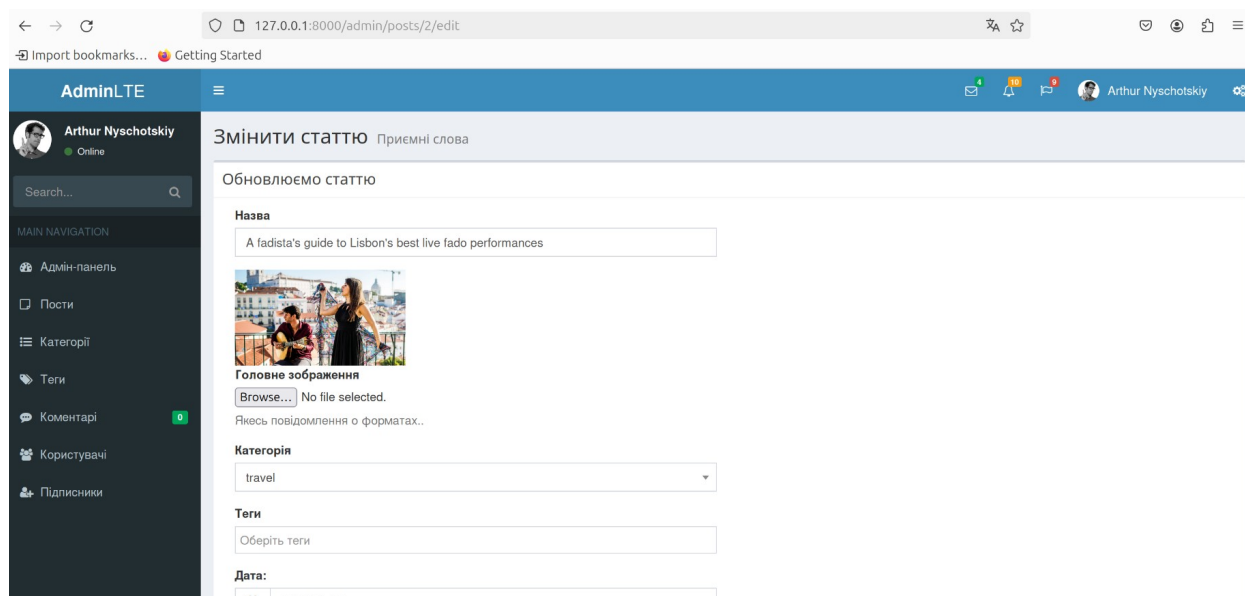 127.0.0.1:8000/admin/posts/2/edit
Import bookmarks... Getting Started
AdminLTE
4
10
9
Arthur Nyschotskiy
Arthur Nyschotskiy
Online
Search...
MAIN NAVIGATION
Адмін-панель
Пости
Категорії
Теги
Коментарі 0
Користувачі
Підписники
Змінити статтю Приємні слова
Обновлюємо статтю
Назва
A fadista's guide to Lisbon's best live fado performances
Головне зображення
Browse... No file selected.
Якесь повідомлення о форматах..
Категорія
travel
Теги
Оберіть теги
Дата: